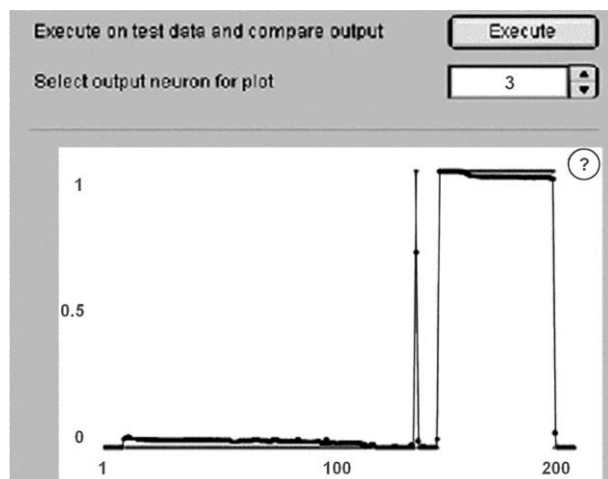 Execute on test data and compare output
Execute
Select output neuron for plot
3
?
1
0.5
0
1
100
200